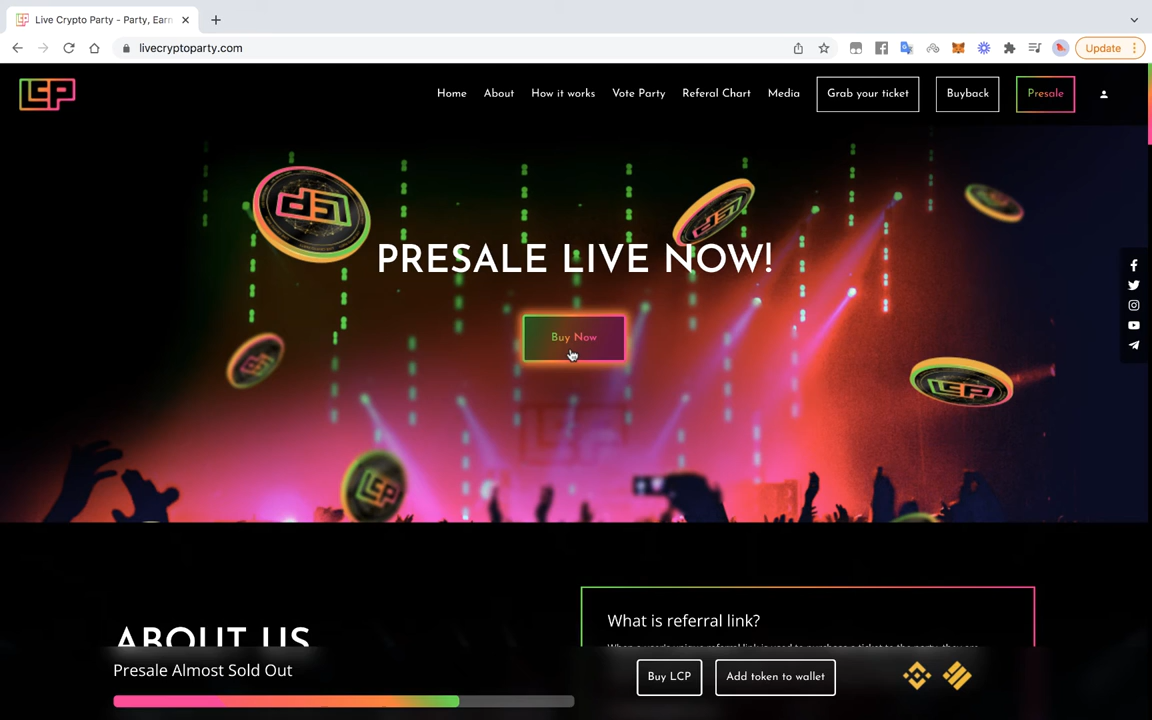 Live Crypto Party - Party, Earn
livecryptoparty.com
Update
LCP
Home
About
How it works
Vote Party
Referal Chart
Media
Grab your ticket
Buyback
Presale
PRESALE LIVE NOW!
Buy Now
LCP
ABOUT US
What is referral link?
Presale Almost Sold Out
Buy LCP
Add token to wallet